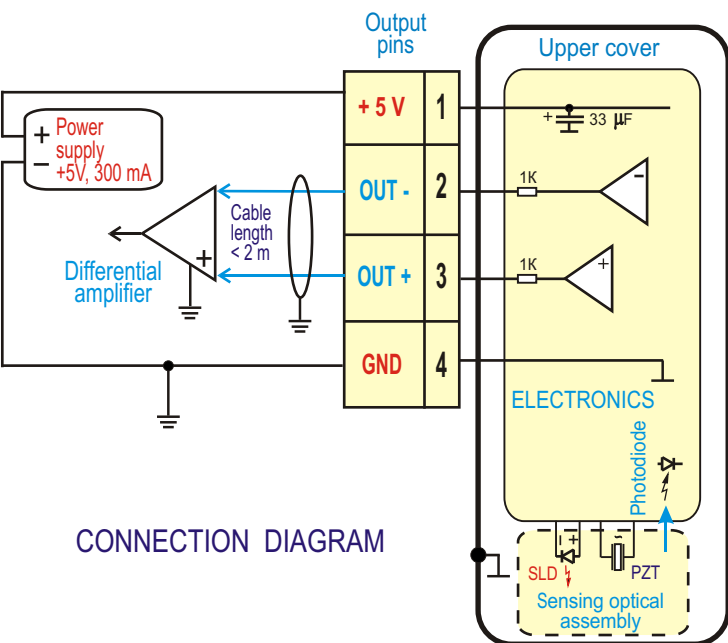 Output
pins
Upper cover
+ 5 V
1
+
33 µF
+ Power
supply
− +5V, 300 mA
OUT -
2
1K
-
Cable
length
< 2 m
+
Differential
amplifier
OUT +
3
1K
+
GND
4
ELECTRONICS
Photodiode
CONNECTION DIAGRAM
- +
~
SLD
PZT
Sensing optical
assembly